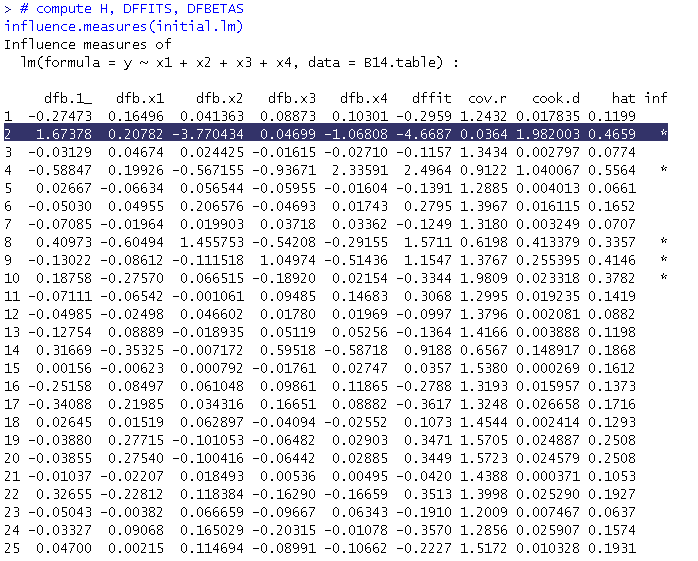 > # compute H, DFFITS, DFBETAS
influence.measures(initial.lm)
Influence measures of
lm(formula = y ~ x1 + x2 + x3 + x4, data = B14.table) :
dfb.1_ dfb.x1 dfb.x2 dfb.x3 dfb.x4 dffit cov.r cook.d hat inf
1 -0.27473 0.16496 0.041363 0.08873 0.10301 -0.2959 1.2432 0.017835 0.1199
2 1.67378 0.20782 -3.770434 0.04699 -1.06808 -4.6687 0.0364 1.982003 0.4659 *
3 -0.03129 0.04674 0.024425 -0.01615 -0.02710 -0.1157 1.3434 0.002797 0.0774
4 -0.58847 0.19926 -0.567155 -0.93671 2.33591 2.4964 0.9122 1.040067 0.5564 *
5 0.02667 -0.06634 0.056544 -0.05955 -0.01604 -0.1391 1.2885 0.004013 0.0661
6 -0.05030 0.04955 0.206576 -0.04693 0.01743 0.2795 1.3967 0.016115 0.1652
7 -0.07085 -0.01964 0.019903 0.03718 0.03362 -0.1249 1.3180 0.003249 0.0707
8 0.40973 -0.60494 1.455753 -0.54208 -0.29155 1.5711 0.6198 0.413379 0.3357 *
9 -0.13022 -0.08612 -0.111518 1.04974 -0.51436 1.1547 1.3767 0.255395 0.4146 *
10 0.18758 -0.27570 0.066515 -0.18920 0.02154 -0.3344 1.9809 0.023318 0.3782 *
11 -0.07111 -0.06542 -0.001061 0.09485 0.14683 0.3068 1.2995 0.019235 0.1419
12 -0.04985 -0.02498 0.046602 0.01780 0.01969 -0.0997 1.3796 0.002081 0.0882
13 -0.12754 0.08889 -0.018935 0.05119 0.05256 -0.1364 1.4166 0.003888 0.1198
14 0.31669 -0.35325 -0.007172 0.59518 -0.58718 0.9188 0.6567 0.148917 0.1868
15 0.00156 -0.00623 0.000792 -0.01761 0.02747 0.0357 1.5380 0.000269 0.1612
16 -0.25158 0.08497 0.061048 0.09861 0.11865 -0.2788 1.3193 0.015957 0.1373
17 -0.34088 0.21985 0.034316 0.16651 0.08882 -0.3617 1.3248 0.026658 0.1716
18 0.02645 0.01519 0.062897 -0.04094 -0.02552 0.1073 1.4544 0.002414 0.1293
19 -0.03880 0.27715 -0.101053 -0.06482 0.02903 0.3471 1.5705 0.024887 0.2508
20 -0.03855 0.27540 -0.100416 -0.06442 0.02885 0.3449 1.5723 0.024579 0.2508
21 -0.01037 -0.02207 0.018493 0.00536 0.00495 -0.0420 1.4388 0.000371 0.1053
22 0.32655 -0.22812 0.118384 -0.16290 -0.16659 0.3513 1.3998 0.025290 0.1927
23 -0.05043 -0.00382 0.066659 -0.09667 0.06343 -0.1910 1.2009 0.007467 0.0637
24 -0.03327 0.09068 0.165029 -0.20315 -0.01078 -0.3570 1.2856 0.025907 0.1574
25 0.04700 0.00215 0.114694 -0.08991 -0.10662 -0.2227 1.5172 0.010328 0.1931